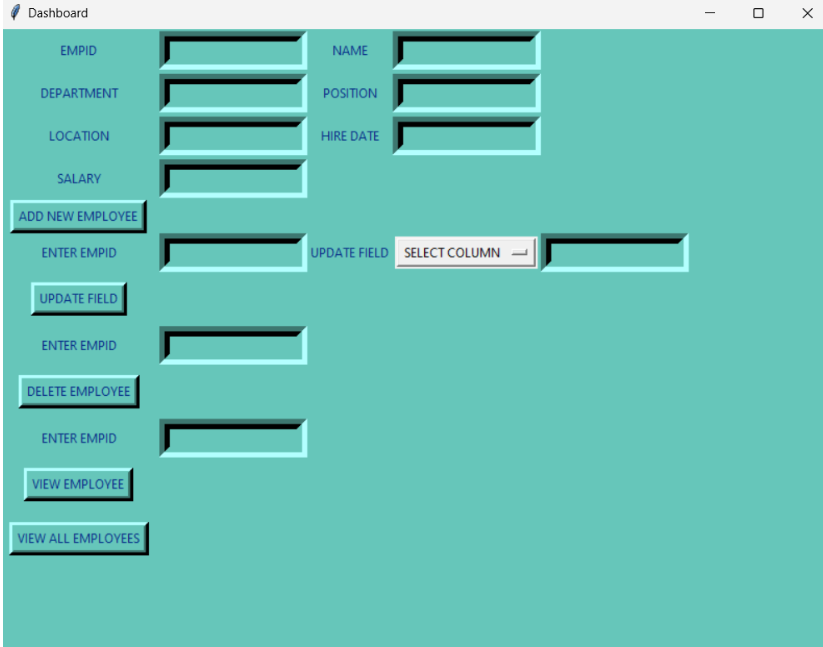 Dashboard
EMPID NAME
DEPARTMENT POSITION
LOCATION HIRE DATE
SALARY
ADD NEW EMPLOYEE
ENTER EMPID UPDATE FIELD SELECT COLUMN
UPDATE FIELD
ENTER EMPID
DELETE EMPLOYEE
ENTER EMPID
VIEW EMPLOYEE
VIEW ALL EMPLOYEES